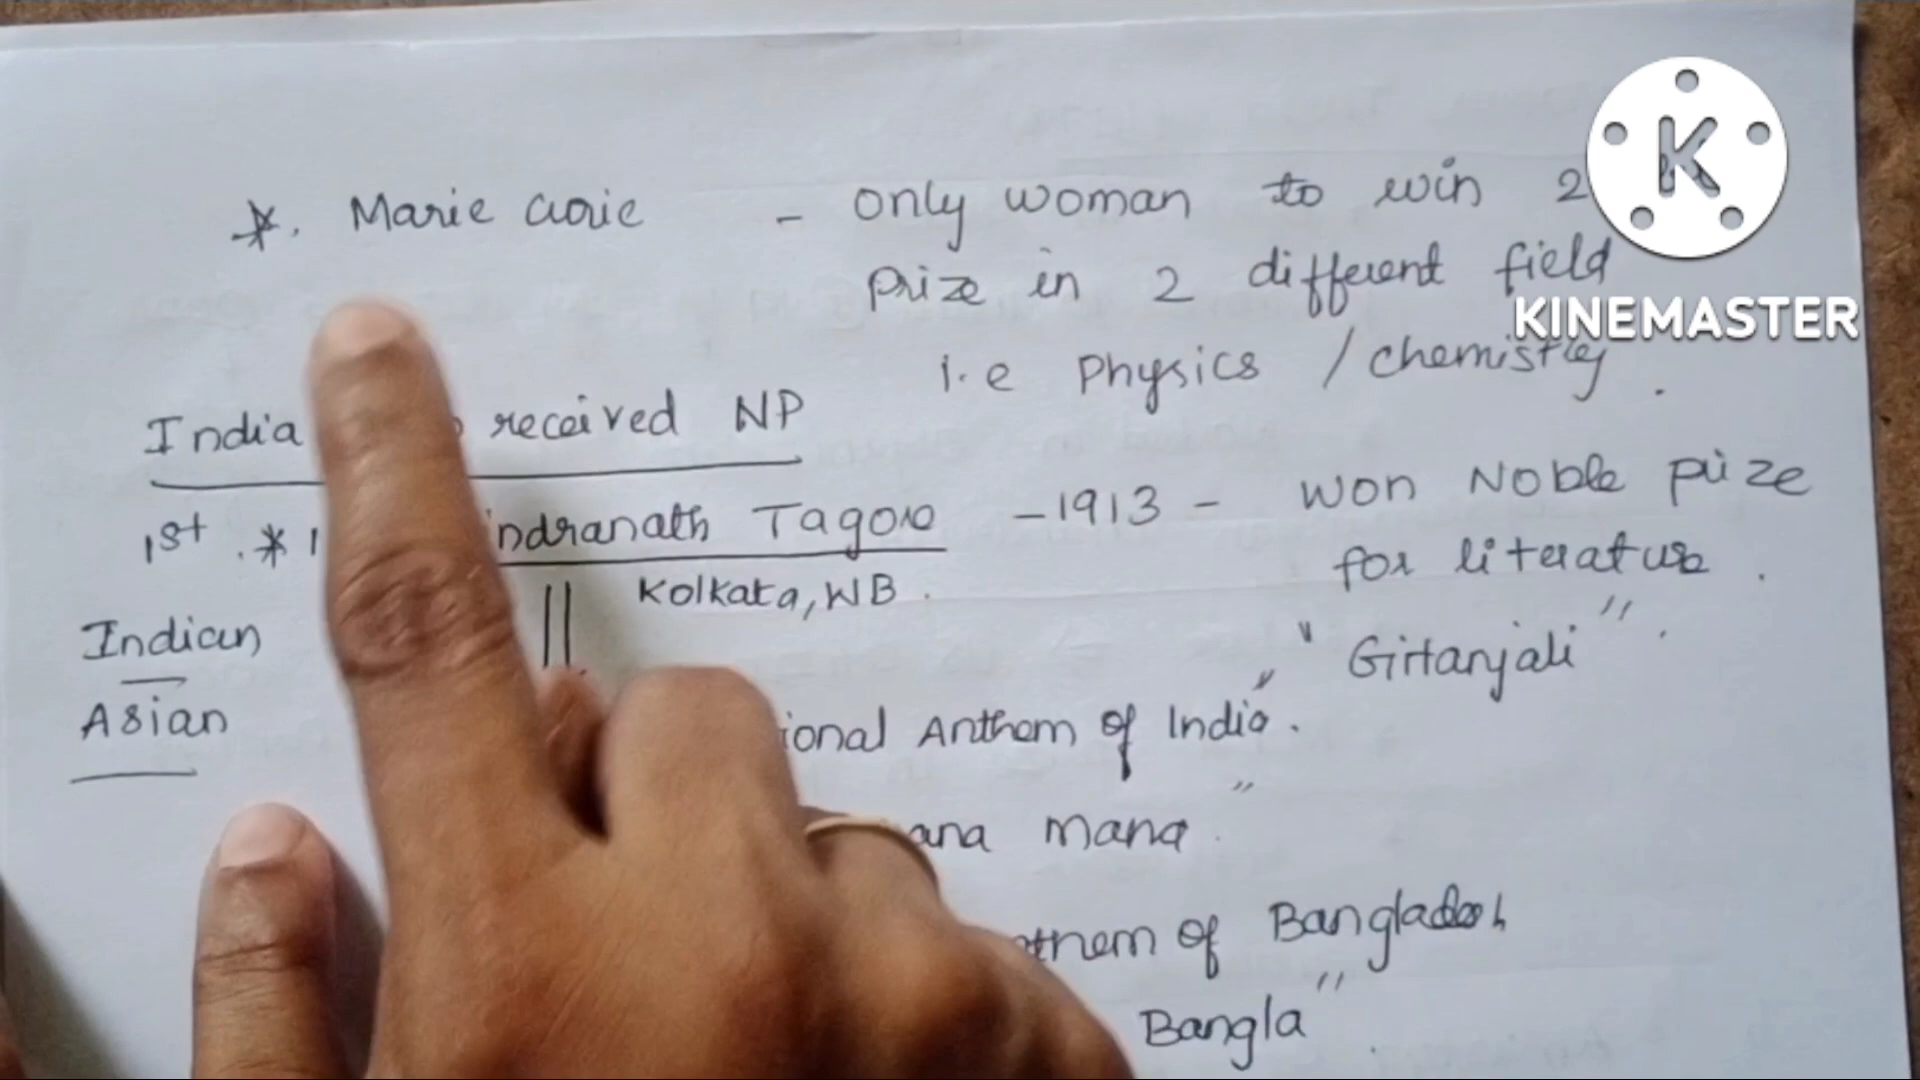 *. Marie Curie - only woman to win 2
prize in 2 different field
i.e Physics / chemistry.
India received NP
1st .* 1 indranath Tagore -1913- won Noble prize
for literature.
Kolkata, WB.
Indian
"Girtanjali".
Asian
ional Anthem of India.
ana Mana"
them of Bangladesh
Bangla"
K
KINEMASTER